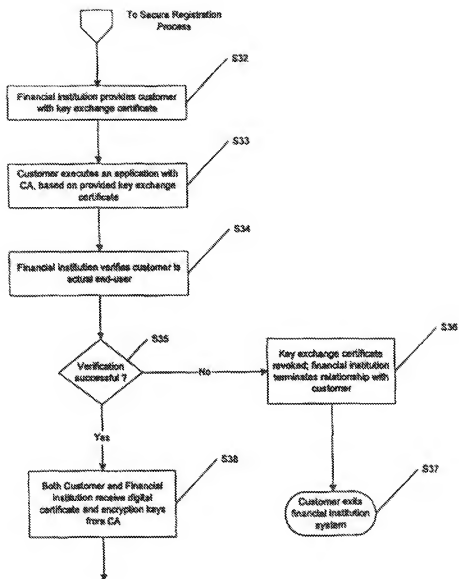 To Secure Registration
Process
S32
Financial institution provides customer
with key exchange certificate
S33
Customer executes an application with
CA, based on provided key exchange
certificate
S34
Financial institution verifies customer is
actual end-user
S35
Verification
successful ?
No
S36
Key exchange certificate
revoked; financial institution
terminates relationship with
customer
Yes
S38
Both Customer and Financial
Institution receive digital
certificate and encryption keys
from CA
S37
Customer exits
financial institution
system